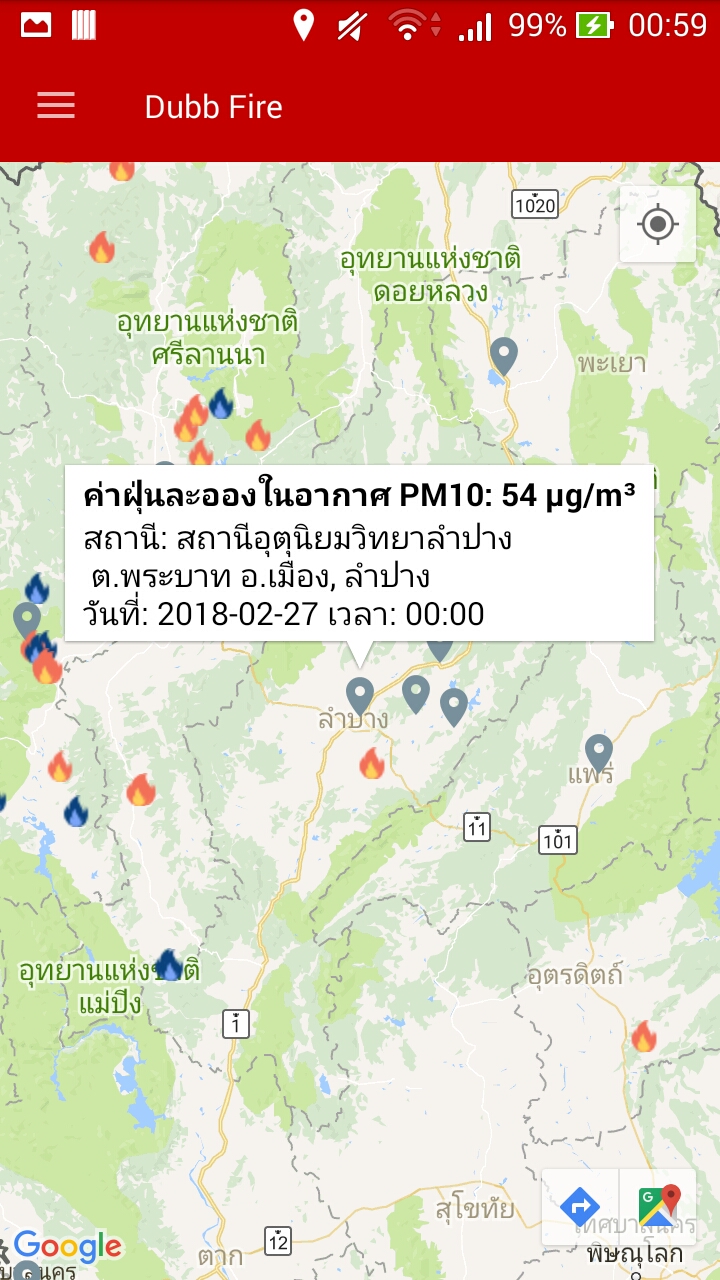 99%
00:59
Dubb Fire
1020
อุทยานแห่งชาติ
ดอยหลวง
อุทยานแห่งชาติ
ศรีลานนา
พะเยา
ค่าฝุ่นละอองในอากาศ PM10: 54 µg/m³
สถานี: สถานีอุตุนิยมวิทยาลำปาง
ต.พระบาท อ.เมือง, ลำปาง
วันที่: 2018-02-27 เวลา: 00:00
ลำปาง
แพร่
11
101
อุทยานแห่งชาติ
แม่ปิง
อุตรดิตถ์
1
สุโขทัย
12
ตาก
Google
เทศบาลนคร
พิษณุโลก